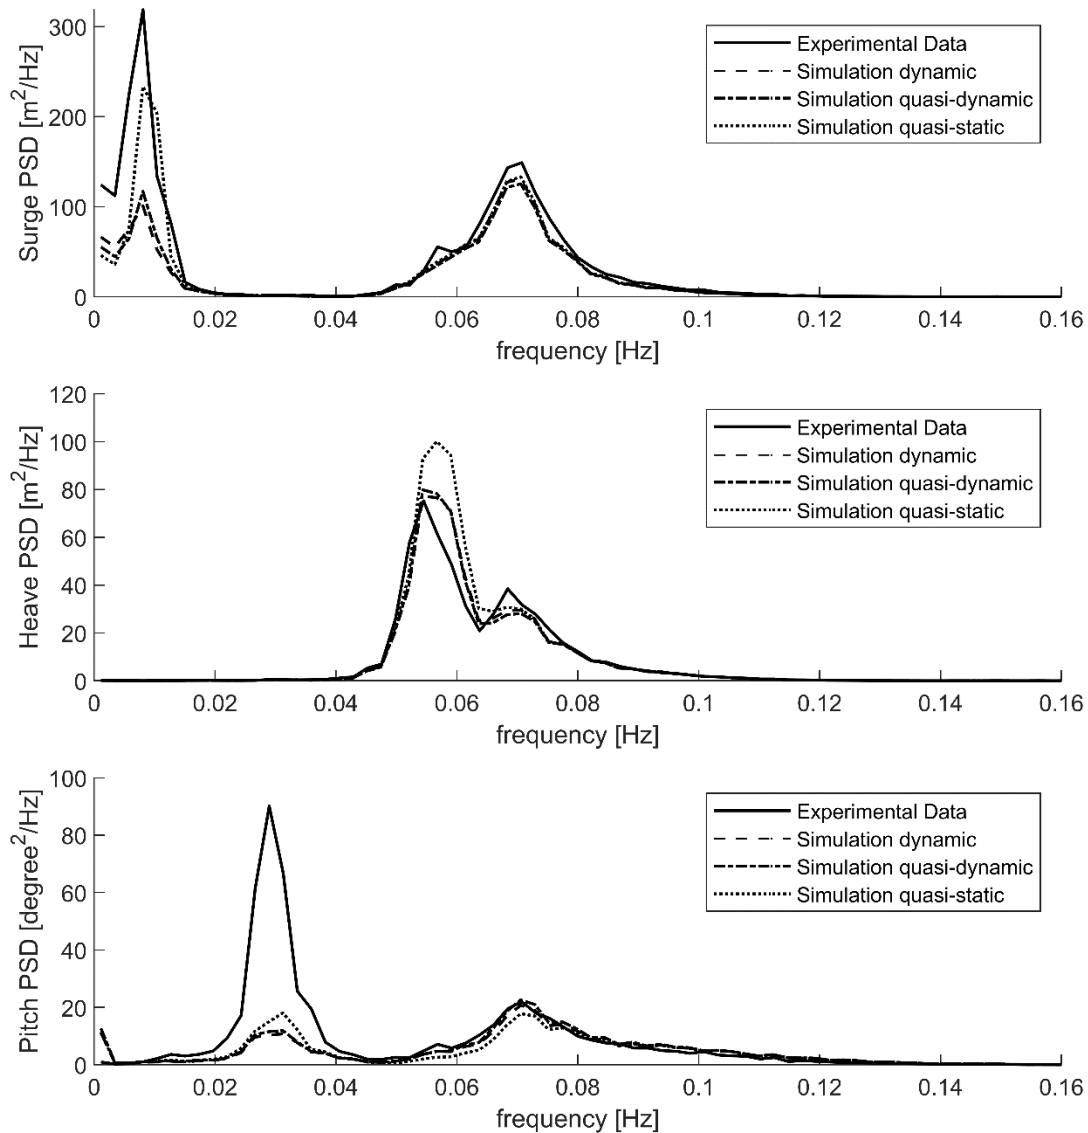 Surge PSD [m²/Hz]
300
200
100
0
Experimental Data
Simulation dynamic
Simulation quasi-dynamic
Simulation quasi-static
0 0.02 0.04 0.06 0.08 0.1 0.12 0.14 0.16
frequency [Hz]
Heave PSD [m²/Hz]
120
100
80
60
40
20
0
Experimental Data
Simulation dynamic
Simulation quasi-dynamic
Simulation quasi-static
0 0.02 0.04 0.06 0.08 0.1 0.12 0.14 0.16
frequency [Hz]
Pitch PSD [degree²/Hz]
100
80
60
40
20
0
Experimental Data
Simulation dynamic
Simulation quasi-dynamic
Simulation quasi-static
0 0.02 0.04 0.06 0.08 0.1 0.12 0.14 0.16
frequency [Hz]